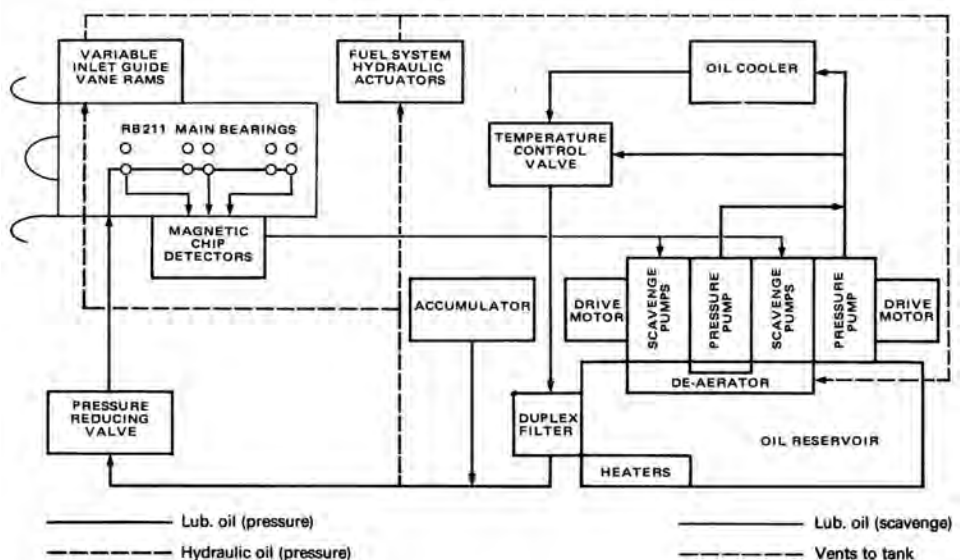 VARIABLE
INLET GUIDE
VANE RAMS
FUEL SYSTEM
HYDRAULIC
ACTUATORS
OIL COOLER
RB211 MAIN BEARINGS
TEMPERATURE
CONTROL
VALVE
MAGNETIC
CHIP
DETECTORS
ACCUMULATOR
DRIVE
MOTOR
SCAVENGE
PUMPS
PRESSURE
PUMP
SCAVENGE
PUMPS
PRESSURE
PUMP
DRIVE
MOTOR
DE-AERATOR
PRESSURE
REDUCING
VALVE
DUPLEX
FILTER
OIL RESERVOIR
HEATERS
Lub. oil (pressure)
Lub. oil (scavenge)
Hydraulic oil (pressure)
Vents to tank